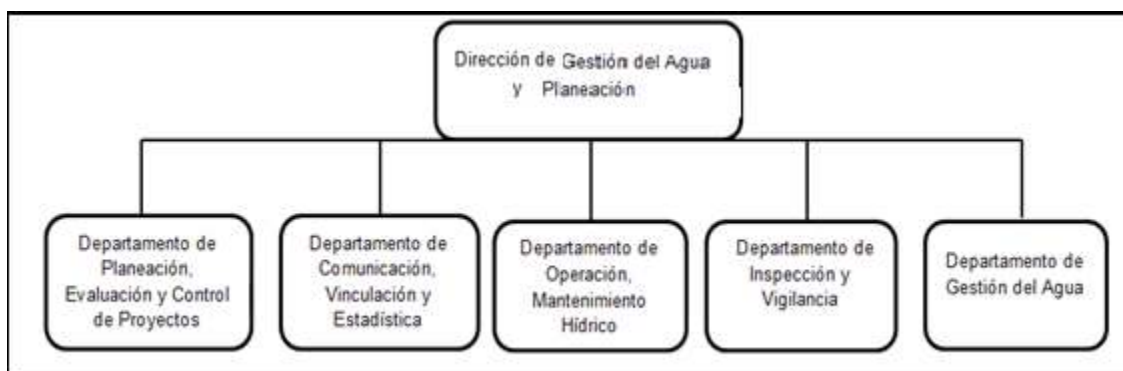 Dirección de Gestión del Agua
y Planeación
Departamento de
Planeación,
Evaluación y Control
de Proyectos
Departamento de
Comunicación,
Vinculación y
Estadística
Departamento de
Operación,
Mantenimiento
Hídrico
Departamento de
Inspección y
Vigilancia
Departamento de
Gestión del Agua